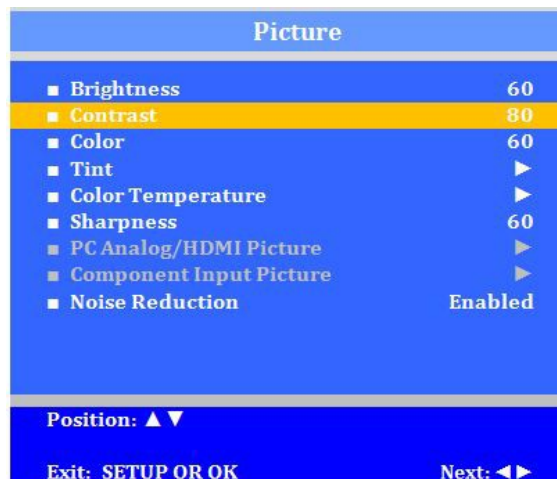 Picture
■ Brightness 60
■ Contrast 80
■ Color 60
■ Tint ►
■ Color Temperature ►
■ Sharpness 60
■ PC Analog/HDMI Picture ►
■ Component Input Picture ►
■ Noise Reduction Enabled
Position: ▲▼
Exit: SETUP OR OK Next: ◄►